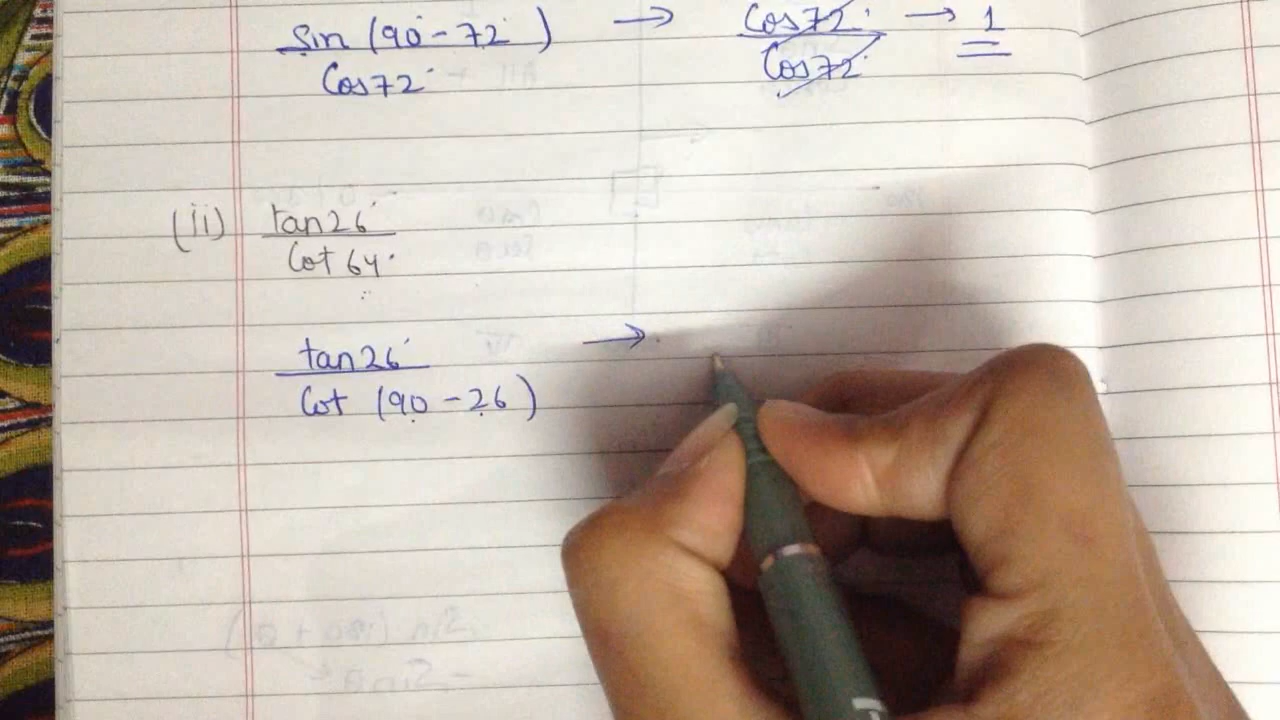 sin (90° - 72°) → cos72° → 1
cos72° cos72°
(ii) tan26°
cot 64°
tan26° →
cot (90 - 26)